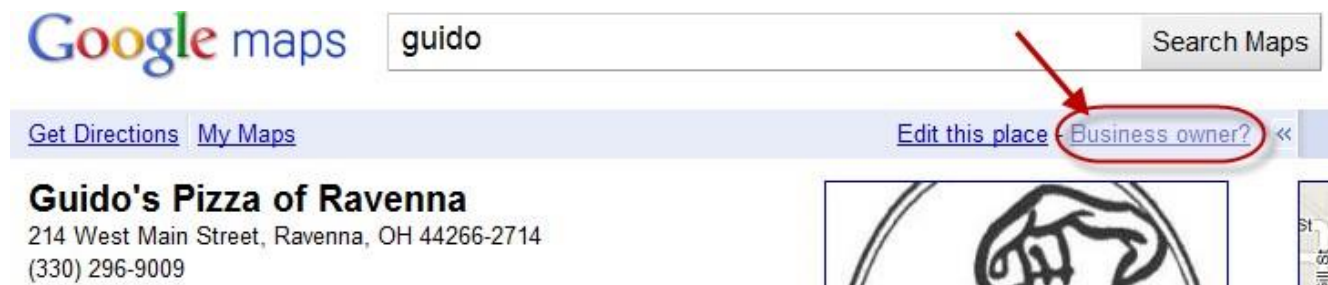 Google maps guido Search Maps
Get Directions My Maps Edit this place - Business owner? «
Guido's Pizza of Ravenna
214 West Main Street, Ravenna, OH 44266-2714
(330) 296-9009
St